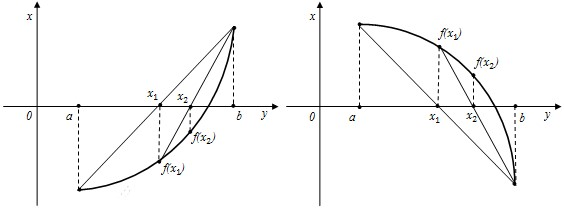 x
0
a
x₁
x₂
b
y
f(x₁)
f(x₂)
x
0
a
x₁
x₂
b
y
f(x₁)
f(x₂)